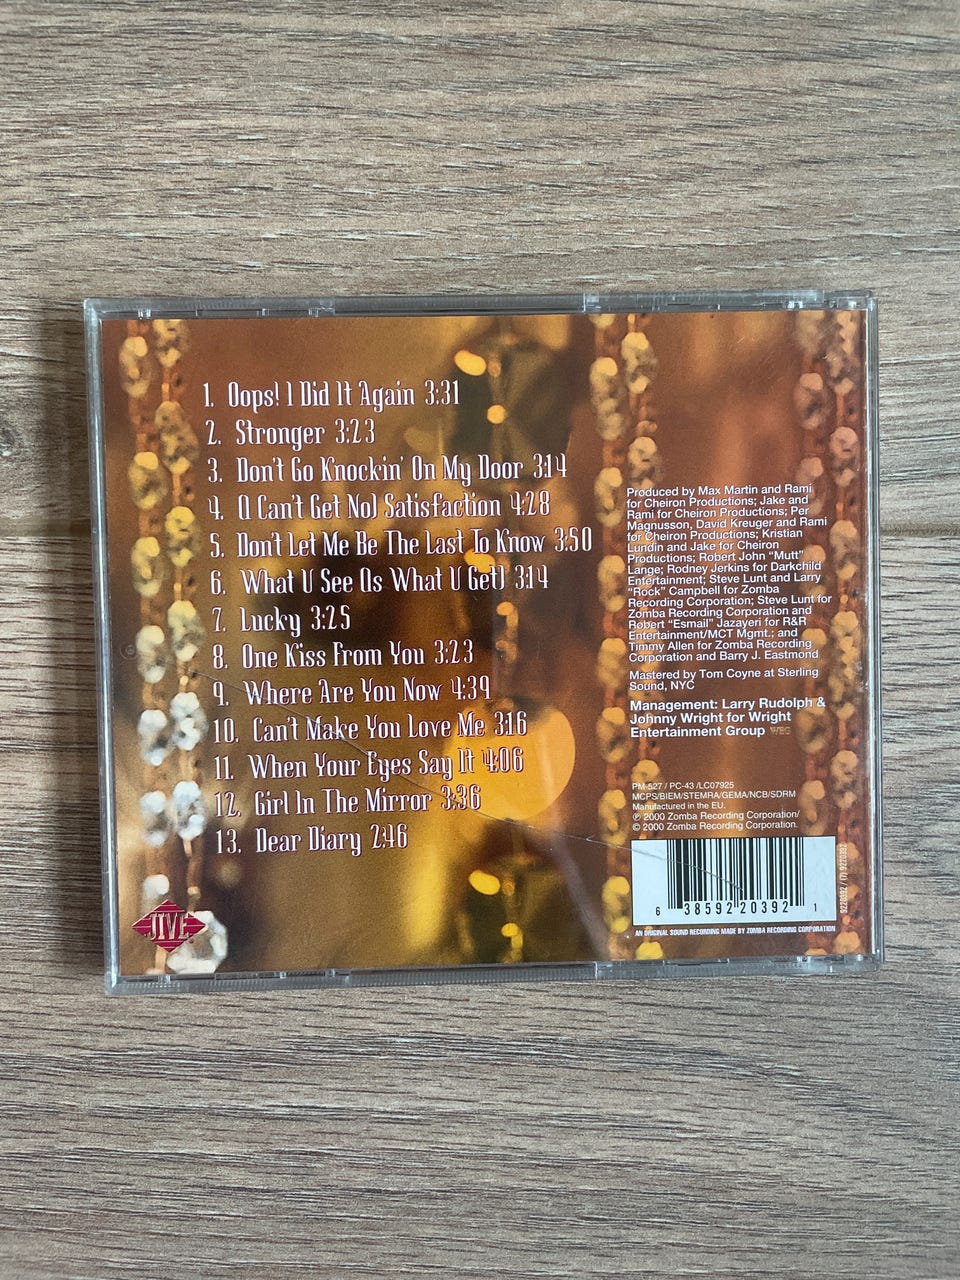 1. Oops! I Did It Again 3:31
2. Stronger 3:23
3. Don't Go Knockin' On My Door 3:14
4. (I Can't Get No) Satisfaction 4:28
5. Don't Let Me Be The Last To Know 3:50
6. What U See (Is What U Get) 3:14
7. Lucky 3:25
8. One Kiss From You 3:23
9. Where Are You Now 4:39
10. Can't Make You Love Me 3:16
11. When Your Eyes Say It 4:06
12. Girl In The Mirror 3:36
13. Dear Diary 2:46
JIVE
Produced by Max Martin and Rami
for Cheiron Productions; Jake and
Rami for Cheiron Productions; Per
Magnusson, David Kreuger and Rami
for Cheiron Productions; Kristian
Lundin and Jake for Cheiron
Productions; Robert John "Mutt"
Lange; Rodney Jerkins for Darkchild
Entertainment; Steve Lunt and Larry
"Rock" Campbell for Zomba
Recording Corporation; Steve Lunt for
Zomba Recording Corporation and
Robert "Esmail" Jazayeri for R&R
Entertainment/MCT Mgmt.; and
Timmy Allen for Zomba Recording
Corporation and Barry J. Eastmond
Mastered by Tom Coyne at Sterling
Sound, NYC
Management: Larry Rudolph &
Johnny Wright for Wright
Entertainment Group WEG
PM-527 / PC-43 /LC07925
MCPS/BIEM/STEMRA/GEMA/NCB/SDRM
Manufactured in the EU.
℗ 2000 Zomba Recording Corporation/
© 2000 Zomba Recording Corporation.
6 38592 20392 1
9220392 / (17) 9220392
AN ORIGINAL SOUND RECORDING MADE BY ZOMBA RECORDING CORPORATION